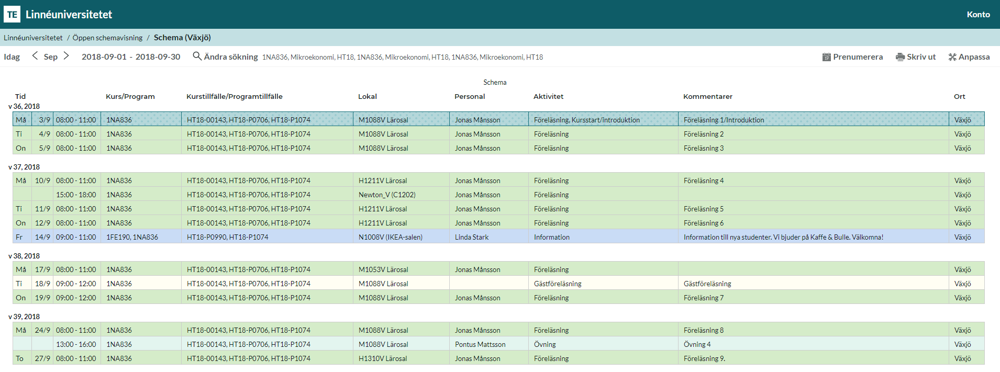 TE Linnéuniversitetet Konto
Linnéuniversitetet / Öppen schemavisning / Schema (Växjö)
Idag Sep 2018-09-01 - 2018-09-30 Ändra sökning 1NA836, Mikroekonomi, HT18, 1NA836, Mikroekonomi, HT18, 1NA836, Mikroekonomi, HT18 17 Prenumerera Skriv ut Anpassa
Schema
Tid Kurs/Program Kurstillfälle/Programtillfälle Lokal Personal Aktivitet Kommentarer Ort
v 36, 2018
Må 3/9 08:00 - 11:00 1NA836 HT18-00143, HT18-P0706, HT18-P1074 M1088V Lärosal Jonas Månsson Föreläsning, Kursstart/introduktion Föreläsning 1/Introduktion Växjö
Ti 4/9 08:00 - 11:00 1NA836 HT18-00143, HT18-P0706, HT18-P1074 M1088V Lärosal Jonas Månsson Föreläsning Föreläsning 2 Växjö
On 5/9 08:00 - 11:00 1NA836 HT18-00143, HT18-P0706, HT18-P1074 M1088V Lärosal Jonas Månsson Föreläsning Föreläsning 3 Växjö
v 37, 2018
Må 10/9 08:00 - 11:00 1NA836 HT18-00143, HT18-P0706, HT18-P1074 H1211V Lärosal Jonas Månsson Föreläsning Föreläsning 4 Växjö
15:00 - 18:00 1NA836 HT18-00143, HT18-P0706, HT18-P1074 Newton_V (C1202) Jonas Månsson Föreläsning Växjö
Ti 11/9 08:00 - 11:00 1NA836 HT18-00143, HT18-P0706, HT18-P1074 H1211V Lärosal Jonas Månsson Föreläsning Föreläsning 5 Växjö
On 12/9 08:00 - 11:00 1NA836 HT18-00143, HT18-P0706, HT18-P1074 H1211V Lärosal Jonas Månsson Föreläsning Föreläsning 6 Växjö
Fr 14/9 09:00 - 11:00 1FE190, 1NA836 HT18-P0990, HT18-P1074 N1008V (IKEA-salen) Linda Stark Information Information till nya studenter. Vi bjuder på Kaffe & Bulle. Välkomna! Växjö
v 38, 2018
Må 17/9 08:00 - 11:00 1NA836 HT18-00143, HT18-P0706, HT18-P1074 M1053V Lärosal Jonas Månsson Föreläsning Växjö
Ti 18/9 09:00 - 12:00 1NA836 HT18-00143, HT18-P0706, HT18-P1074 M1088V Lärosal Gästföreläsning Gästföreläsning Växjö
On 19/9 09:00 - 12:00 1NA836 HT18-00143, HT18-P0706, HT18-P1074 M1088V Lärosal Jonas Månsson Föreläsning Föreläsning 7 Växjö
v 39, 2018
Må 24/9 08:00 - 11:00 1NA836 HT18-00143, HT18-P0706, HT18-P1074 M1088V Lärosal Jonas Månsson Föreläsning Föreläsning 8 Växjö
13:00 - 16:00 1NA836 HT18-00143, HT18-P0706, HT18-P1074 M1088V Lärosal Pontus Mattsson Övning Övning 4 Växjö
To 27/9 08:00 - 11:00 1NA836 HT18-00143, HT18-P0706, HT18-P1074 H1310V Lärosal Jonas Månsson Föreläsning Föreläsning 9. Växjö